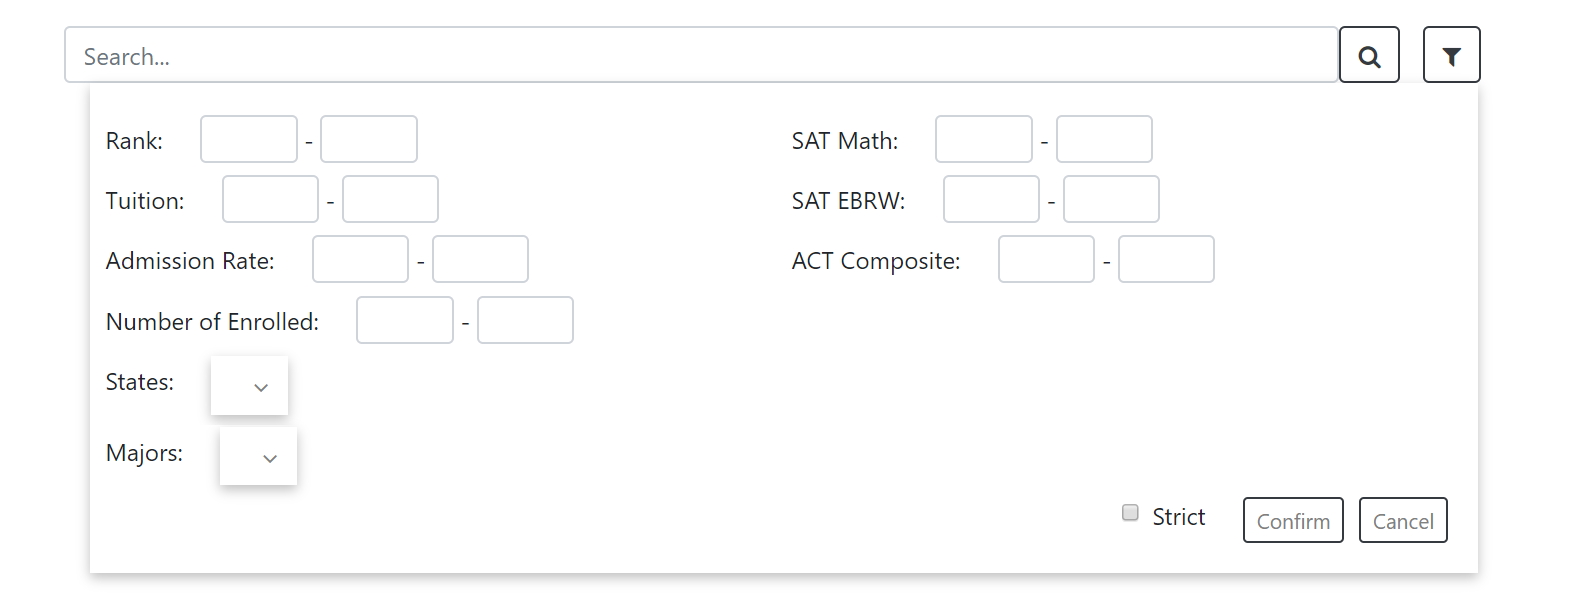 Search...
Rank: -
SAT Math: -
Tuition: -
SAT EBRW: -
Admission Rate: -
ACT Composite: -
Number of Enrolled: -
States:
Majors:
Strict
Confirm
Cancel